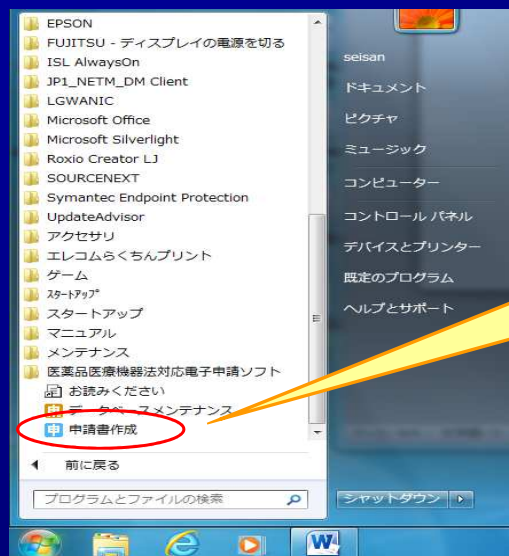 EPSON
FUJITSU - ディスプレイの電源を切る
ISL AlwaysOn
JP1_NETM_DM Client
LGWANIC
Microsoft Office
Microsoft Silverlight
Roxio Creator LJ
SOURCENEXT
Symantec Endpoint Protection
UpdateAdvisor
アクセサリ
エレコムらくちんプリント
ゲーム
ｽﾀｰﾄｱｯﾌﾟ
スタートアップ
マニュアル
メンテナンス
医薬品医療機器法対応電子申請ソフト
お読みください
申 データベースメンテナンス
申 申請書作成
前に戻る
プログラムとファイルの検索
seisan
ドキュメント
ピクチャ
ミュージック
コンピューター
コントロール パネル
デバイスとプリンター
既定のプログラム
ヘルプとサポート
シャットダウン
W